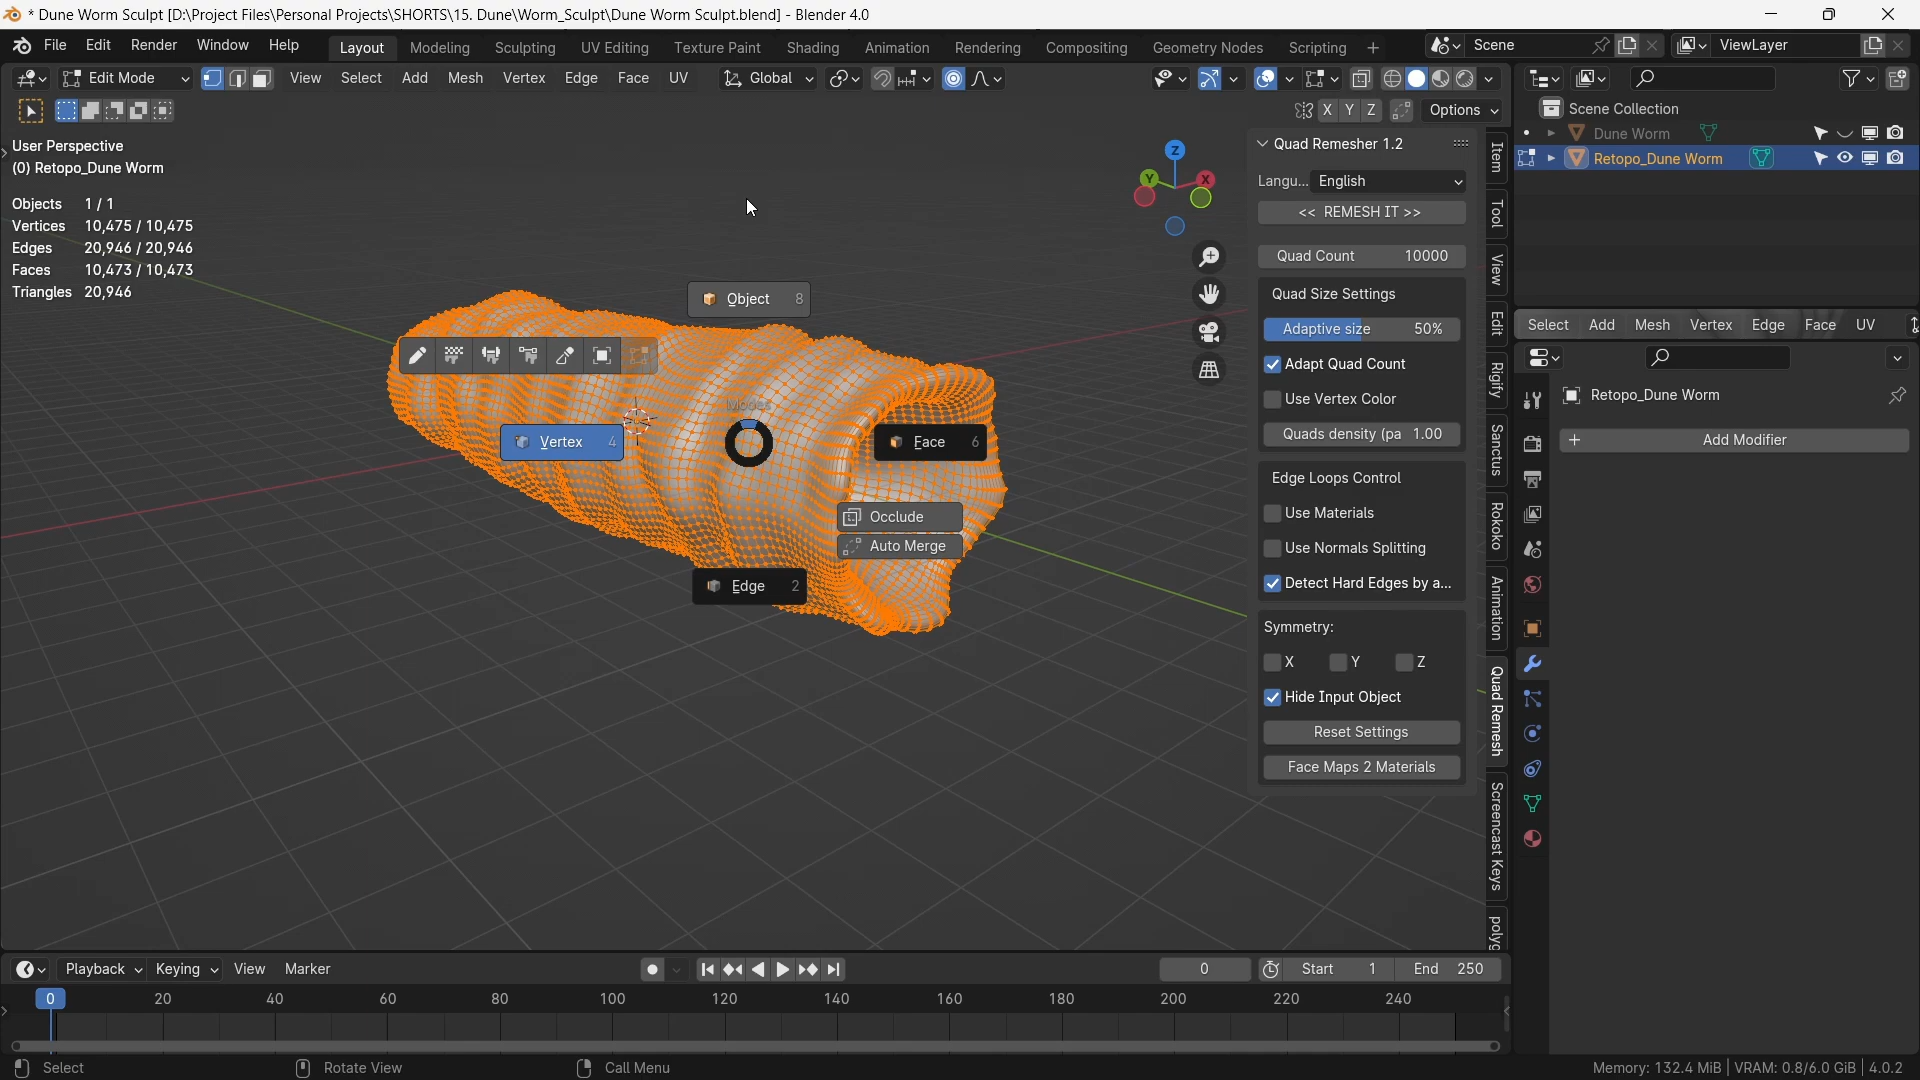 * Dune Worm Sculpt [D:\Project Files\Personal Projects\SHORTS\15. Dune\Worm_Sculpt\Dune Worm Sculpt.blend] - Blender 4.0
File Edit Render Window Help Layout Modeling Sculpting UV Editing Texture Paint Shading Animation Rendering Compositing Geometry Nodes Scripting + Scene ViewLayer
Edit Mode View Select Add Mesh Vertex Edge Face UV Global
X Y Z Options
Scene Collection
Dune Worm
Retopo_Dune Worm
User Perspective
(0) Retopo_Dune Worm
Objects 1 / 1
Vertices 10,475 / 10,475
Edges 20,946 / 20,946
Faces 10,473 / 10,473
Triangles 20,946
Z
Y
X
Object 8
Modes
Vertex 4
Face 6
Occlude
Auto Merge
Edge 2
Quad Remesher 1.2
Langu... English
<< REMESH IT >>
Quad Count 10000
Quad Size Settings
Adaptive size 50%
Adapt Quad Count
Use Vertex Color
Quads density (pa 1.00
Edge Loops Control
Use Materials
Use Normals Splitting
Detect Hard Edges by a...
Symmetry:
X Y Z
Hide Input Object
Reset Settings
Face Maps 2 Materials
Item
Tool
View
Edit
Rigify
Sanctus
Rokoko
Animation
Quad Remesh
Screencast Keys
polyg
Select Add Mesh Vertex Edge Face UV
Retopo_Dune Worm
+ Add Modifier
Playback Keying View Marker 0 Start 1 End 250
0 20 40 60 80 100 120 140 160 180 200 220 240
Select Rotate View Call Menu Memory: 132.4 MiB | VRAM: 0.8/6.0 GiB | 4.0.2